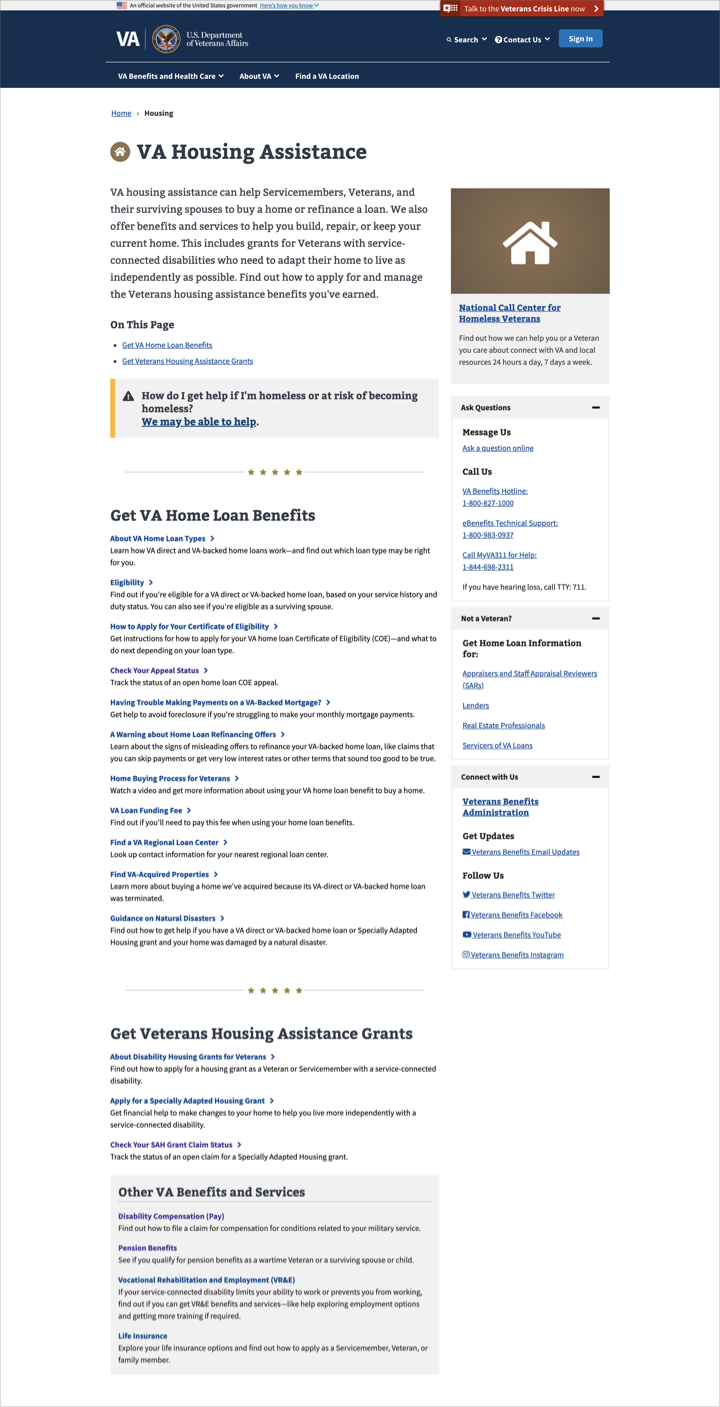 An official website of the United States government Here's how you know
Talk to the Veterans Crisis Line now
VA
U.S. Department
of Veterans Affairs
Search
Contact Us
Sign In
VA Benefits and Health Care
About VA
Find a VA Location
Home › Housing
VA Housing Assistance
VA housing assistance can help Servicemembers, Veterans, and
their surviving spouses to buy a home or refinance a loan. We also
offer benefits and services to help you build, repair, or keep your
current home. This includes grants for Veterans with service-
connected disabilities who need to adapt their home to live as
independently as possible. Find out how to apply for and manage
the Veterans housing assistance benefits you've earned.
On This Page
Get VA Home Loan Benefits
Get Veterans Housing Assistance Grants
How do I get help if I'm homeless or at risk of becoming
homeless?
We may be able to help.
Get VA Home Loan Benefits
About VA Home Loan Types
Learn how VA direct and VA-backed home loans work—and find out which loan type may be right
for you.
Eligibility
Find out if you're eligible for a VA direct or VA-backed home loan, based on your service history and
duty status. You can also see if you're eligible as a surviving spouse.
How to Apply for Your Certificate of Eligibility
Get instructions for how to apply for your VA home loan Certificate of Eligibility (COE)—and what to
do next depending on your loan type.
Check Your Appeal Status
Track the status of an open home loan COE appeal.
Having Trouble Making Payments on a VA-Backed Mortgage?
Get help to avoid foreclosure if you're struggling to make your monthly mortgage payments.
A Warning about Home Loan Refinancing Offers
Learn about the signs of misleading offers to refinance your VA-backed home loan, like claims that
you can skip payments or get very low interest rates or other terms that sound too good to be true.
Home Buying Process for Veterans
Watch a video and get more information about using your VA home loan benefit to buy a home.
VA Loan Funding Fee
Find out if you'll need to pay this fee when using your home loan benefits.
Find a VA Regional Loan Center
Look up contact information for your nearest regional loan center.
Find VA-Acquired Properties
Learn more about buying a home we've acquired because its VA-direct or VA-backed home loan
was terminated.
Guidance on Natural Disasters
Find out how to get help if you have a VA direct or VA-backed home loan or Specially Adapted
Housing grant and your home was damaged by a natural disaster.
Get Veterans Housing Assistance Grants
About Disability Housing Grants for Veterans
Find out how to apply for a housing grant as a Veteran or Servicemember with a service-connected
disability.
Apply for a Specially Adapted Housing Grant
Get financial help to make changes to your home to help you live more independently with a
service-connected disability.
Check Your SAH Grant Claim Status
Track the status of an open claim for a Specially Adapted Housing grant.
Other VA Benefits and Services
Disability Compensation (Pay)
Find out how to file a claim for compensation for conditions related to your military service.
Pension Benefits
See if you qualify for pension benefits as a wartime Veteran or a surviving spouse or child.
Vocational Rehabilitation and Employment (VR&E)
If your service-connected disability limits your ability to work or prevents you from working,
find out if you can get VR&E benefits and services—like help exploring employment options
and getting more training if required.
Life Insurance
Explore your life insurance options and find out how to apply as a Servicemember, Veteran, or
family member.
National Call Center for
Homeless Veterans
Find out how we can help you or a Veteran
you care about connect with VA and local
resources 24 hours a day, 7 days a week.
Ask Questions
Message Us
Ask a question online
Call Us
VA Benefits Hotline:
1-800-827-1000
eBenefits Technical Support:
1-800-983-0937
Call MyVA311 for Help:
1-844-698-2311
If you have hearing loss, call TTY: 711.
Not a Veteran?
Get Home Loan Information
for:
Appraisers and Staff Appraisal Reviewers
(SARs)
Lenders
Real Estate Professionals
Servicers of VA Loans
Connect with Us
Veterans Benefits
Administration
Get Updates
Veterans Benefits Email Updates
Follow Us
Veterans Benefits Twitter
Veterans Benefits Facebook
Veterans Benefits YouTube
Veterans Benefits Instagram